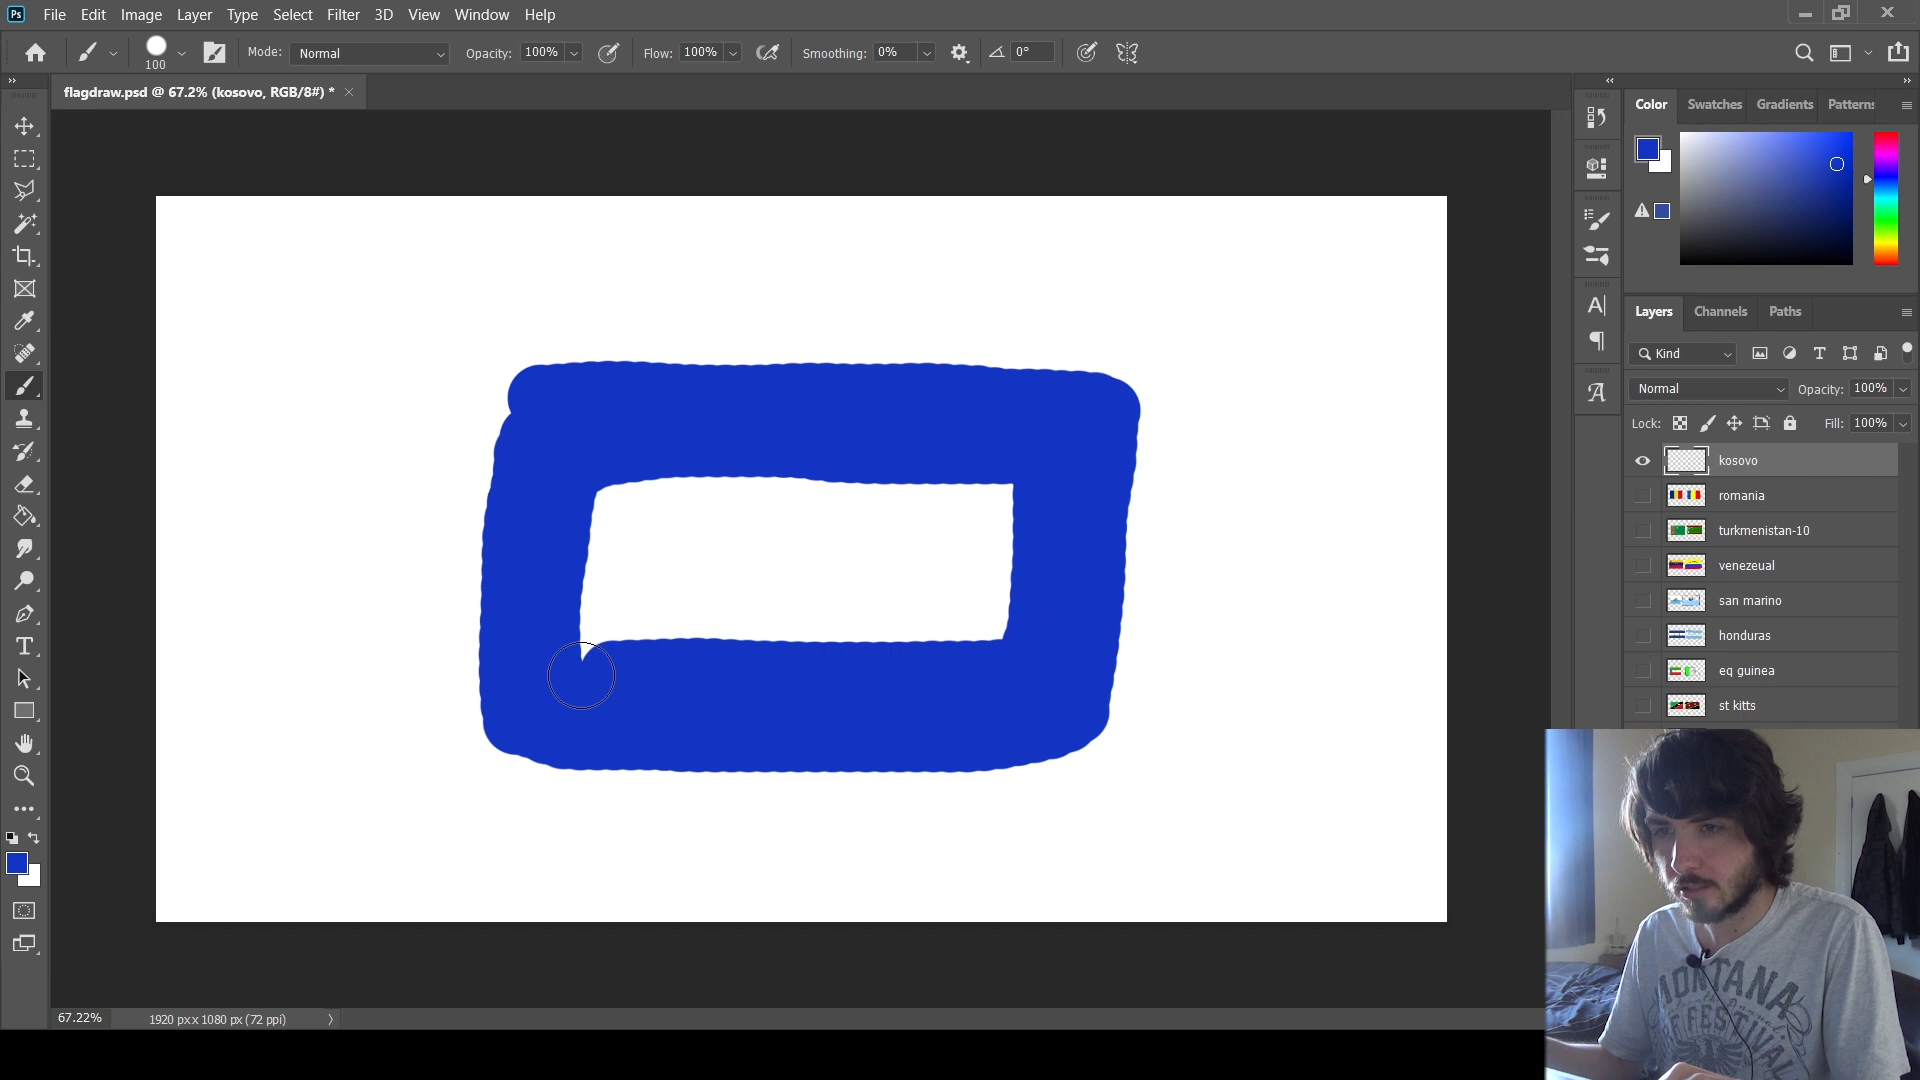 Ps File Edit Image Layer Type Select Filter 3D View Window Help
100 Mode: Normal Opacity: 100% Flow: 100% Smoothing: 0% 0°
flagdraw.psd @ 67.2% (kosovo, RGB/8#) *
Color Swatches Gradients Patterns
Layers Channels Paths
Kind
Normal Opacity: 100%
Lock: Fill: 100%
kosovo
romania
turkmenistan-10
venezeual
san marino
honduras
eq guinea
st kitts
67.22% 1920 px x 1080 px (72 ppi)
MONTANA
FESTIVAL